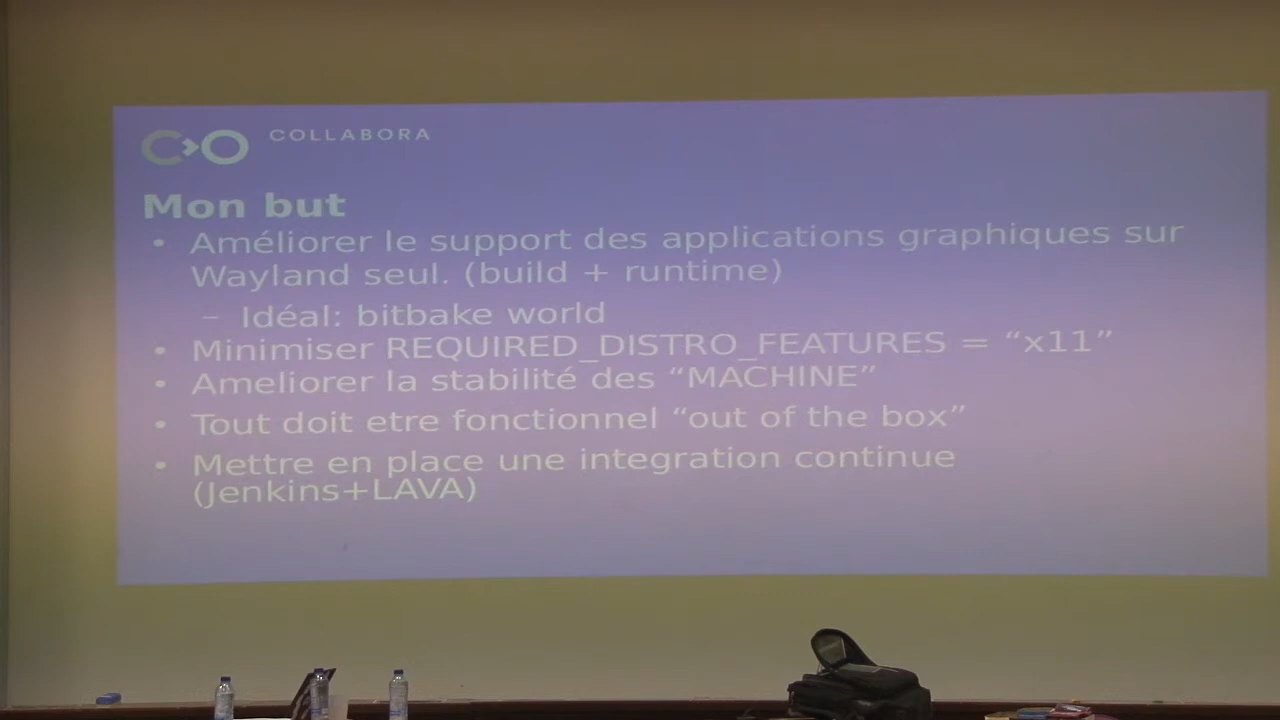 COLLABORA
Mon but
• Améliorer le support des applications graphiques sur
Wayland seul. (build + runtime)
– Idéal: bitbake world
• Minimiser REQUIRED_DISTRO_FEATURES = “x11”
• Ameliorer la stabilité des “MACHINE”
• Tout doit etre fonctionnel “out of the box”
• Mettre en place une integration continue
(Jenkins+LAVA)